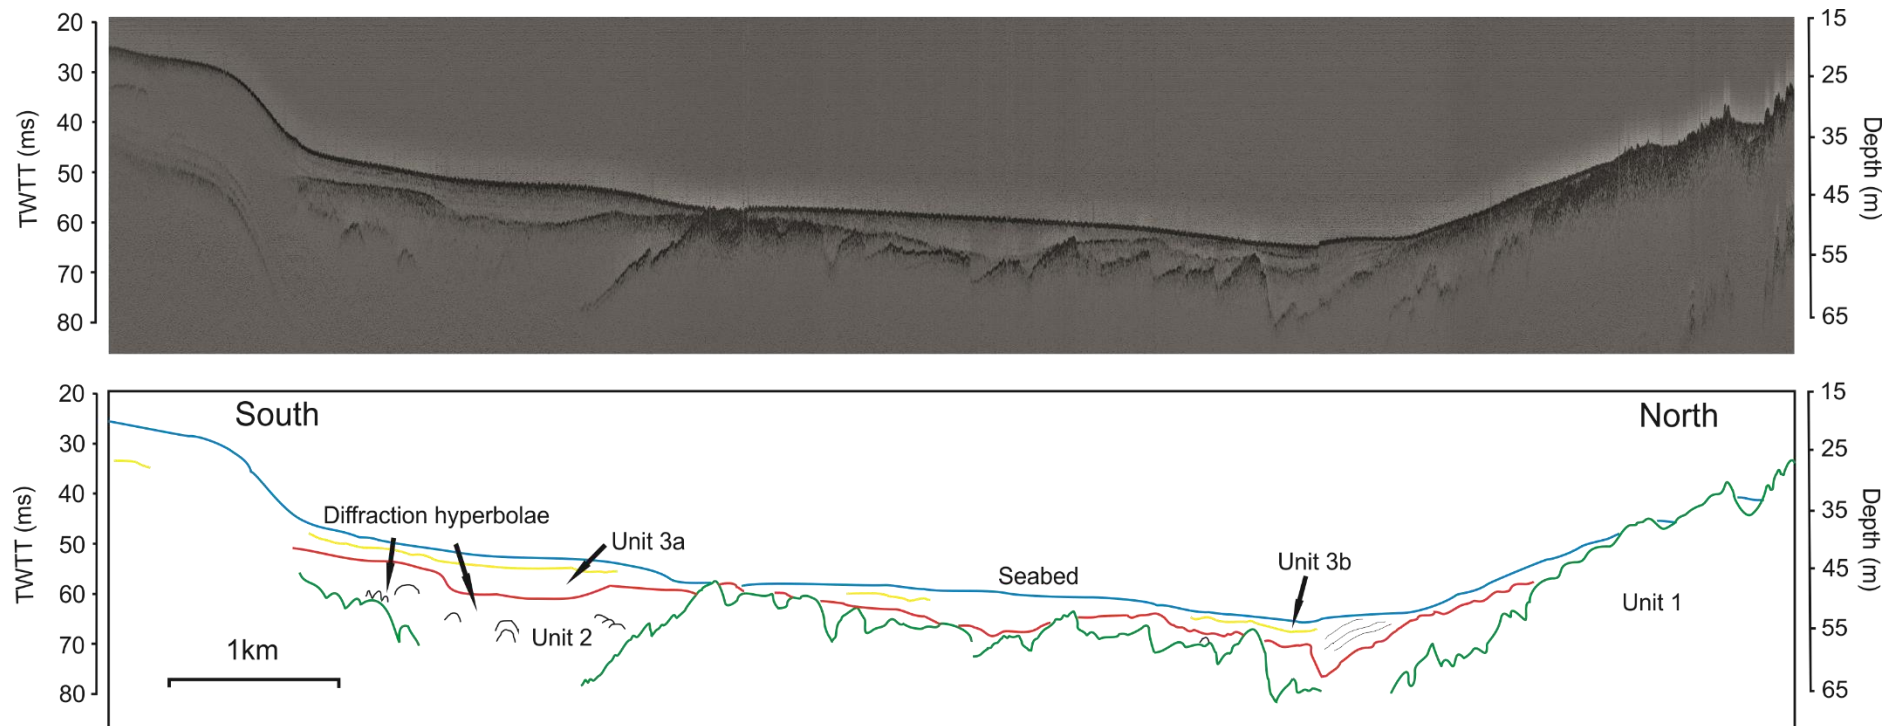 20
30
40
50
60
70
80
TWTT (ms)
15
25
35
45
55
65
Depth (m)
20
30
40
50
60
70
80
TWTT (ms)
South
North
Diffraction hyperbolae
Unit 3a
Unit 3b
Seabed
Unit 1
Unit 2
1km
15
25
35
45
55
65
Depth (m)